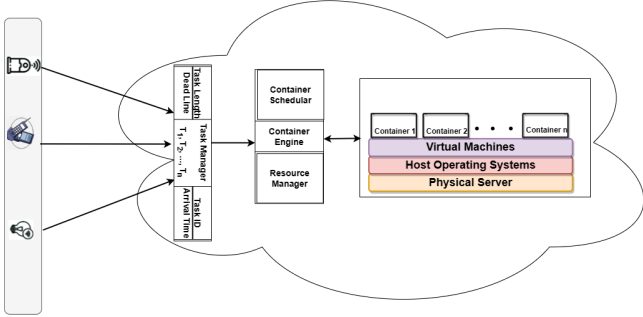 Task Length
Dead Line
Task Manager
T1, T2, ..., Tn
Task ID
Arrival Time
Container
Schedular
Container
Engine
Resource
Manager
Container 1
Container 2
Container n
Virtual Machines
Host Operating Systems
Physical Server